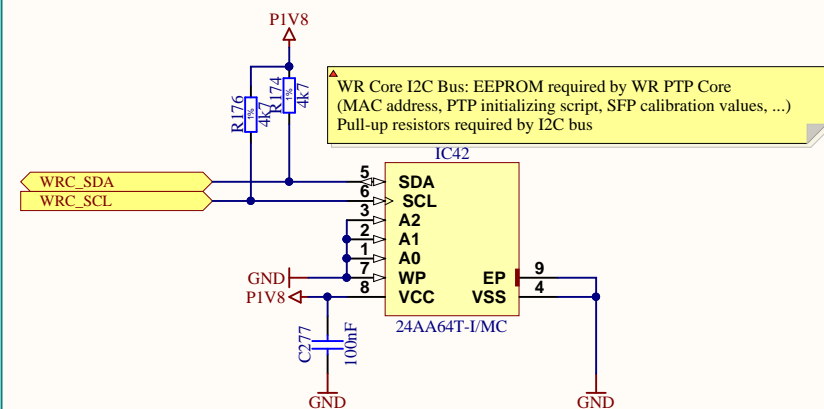 P1V8
R176
1%
4k7
R174
1%
4k7
WR Core I2C Bus: EEPROM required by WR PTP Core
(MAC address, PTP initializing script, SFP calibration values, ...)
Pull-up resistors required by I2C bus
IC42
WRC_SDA
WRC_SCL
5 SDA
6 SCL
3 A2
2 A1
1 A0
GND 7 WP EP 9
P1V8 8 VCC VSS 4
24AA64T-I/MC
C277
100nF
GND
GND